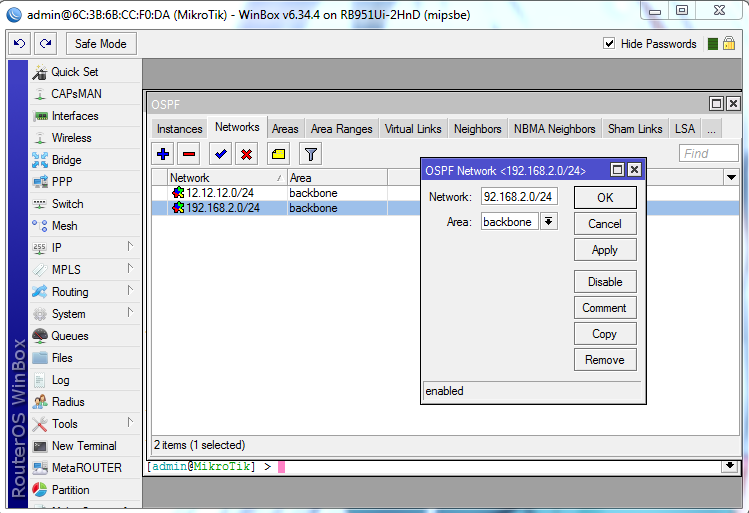 admin@6C:3B:6B:CC:F0:DA (MikroTik) - WinBox v6.34.4 on RB951Ui-2HnD (mipsbe)
Safe Mode
Hide Passwords
Quick Set
CAPsMAN
Interfaces
Wireless
Bridge
PPP
Switch
Mesh
IP
MPLS
Routing
System
Queues
Files
Log
Radius
Tools
New Terminal
MetaROUTER
Partition
RouterOS WinBox
OSPF
Instances Networks Areas Area Ranges Virtual Links Neighbors NBMA Neighbors Sham Links LSA ...
Find
Network Area
12.12.12.0/24 backbone
192.168.2.0/24 backbone
2 items (1 selected)
OSPF Network <192.168.2.0/24>
Network: 92.168.2.0/24
Area: backbone
OK
Cancel
Apply
Disable
Comment
Copy
Remove
enabled
[admin@MikroTik] >